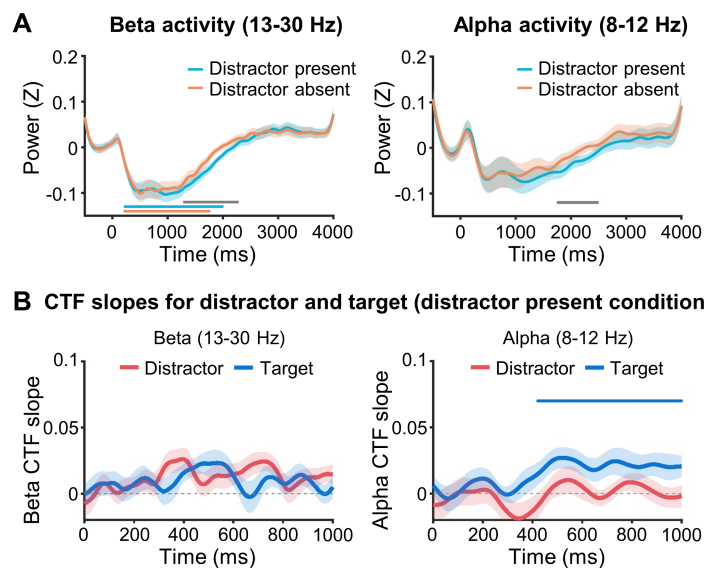 A
Beta activity (13-30 Hz)
Alpha activity (8-12 Hz)
Power (Z)
0.2
0.1
0
-0.1
Distractor present
Distractor absent
0
1000
2000
3000
4000
Time (ms)
Power (Z)
0.2
0.1
0
-0.1
Distractor present
Distractor absent
0
1000
2000
3000
4000
Time (ms)
B
CTF slopes for distractor and target (distractor present condition
Beta (13-30 Hz)
Beta CTF slope
0.1
0.05
0
Distractor
Target
0
200
400
600
800
1000
Time (ms)
Alpha (8-12 Hz)
Alpha CTF slope
0.1
0.05
0
Distractor
Target
0
200
400
600
800
1000
Time (ms)